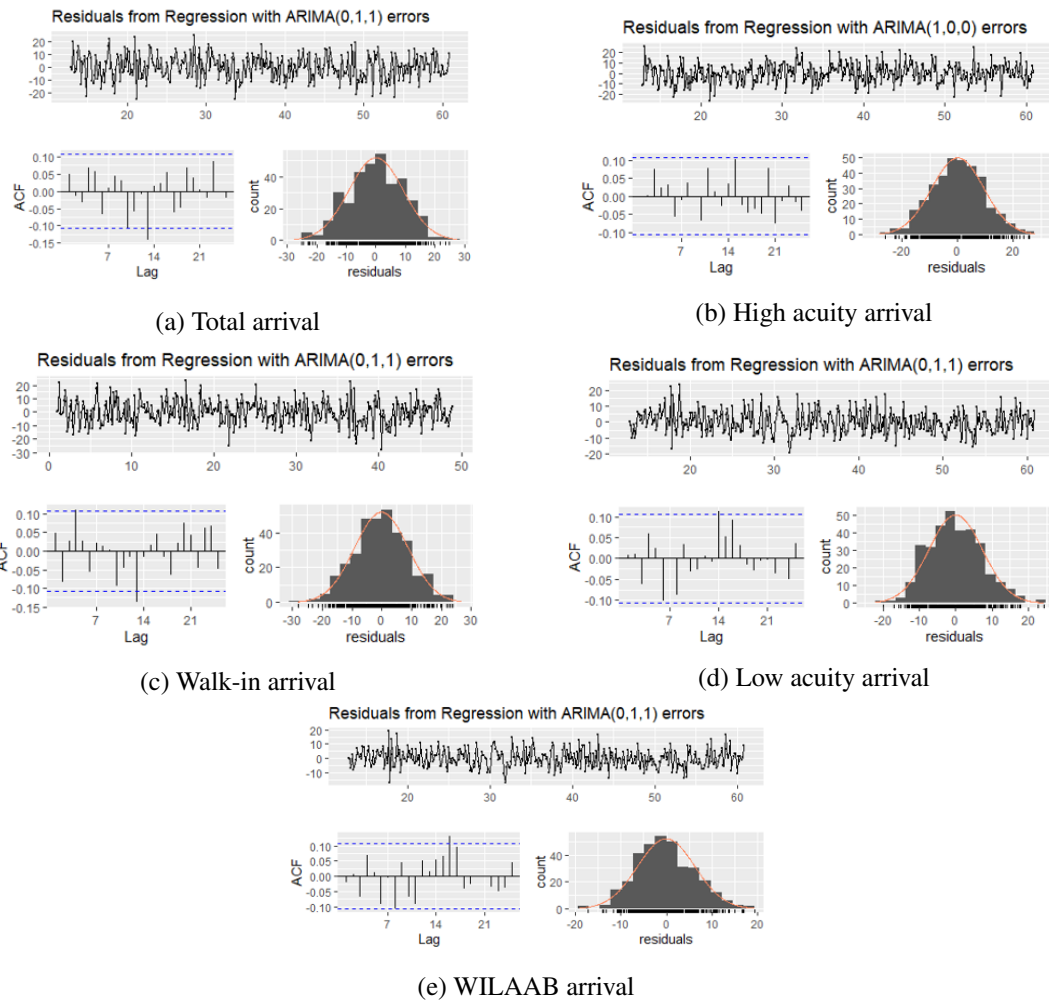 Residuals from Regression with ARIMA(0,1,1) errors
20
10
0
-10
-20
20 30 40 50 60
0.10
0.05
0.00
-0.05
-0.10
-0.15
ACF
7 14 21
Lag
40
20
0
count
-30 -20 -10 0 10 20 30
residuals
(a) Total arrival
Residuals from Regression with ARIMA(1,0,0) errors
20
10
0
-10
-20
20 30 40 50 60
0.10
0.05
0.00
-0.05
-0.10
ACF
7 14 21
Lag
50
40
30
20
10
0
count
-20 0 20
residuals
(b) High acuity arrival
Residuals from Regression with ARIMA(0,1,1) errors
20
10
0
-10
-20
-30
0 10 20 30 40 50
0.10
0.05
0.00
-0.05
-0.10
-0.15
ACF
7 14 21
Lag
40
20
0
count
-30 -20 -10 0 10 20 30
residuals
(c) Walk-in arrival
Residuals from Regression with ARIMA(0,1,1) errors
20
10
0
-10
-20
20 30 40 50 60
0.10
0.05
0.00
-0.05
-0.10
ACF
7 14 21
Lag
50
40
30
20
10
0
count
-20 -10 0 10 20
residuals
(d) Low acuity arrival
Residuals from Regression with ARIMA(0,1,1) errors
20
10
0
-10
20 30 40 50 60
0.10
0.05
0.00
-0.05
-0.10
ACF
7 14 21
Lag
40
20
0
count
-20 -10 0 10 20
residuals
(e) WILAAB arrival